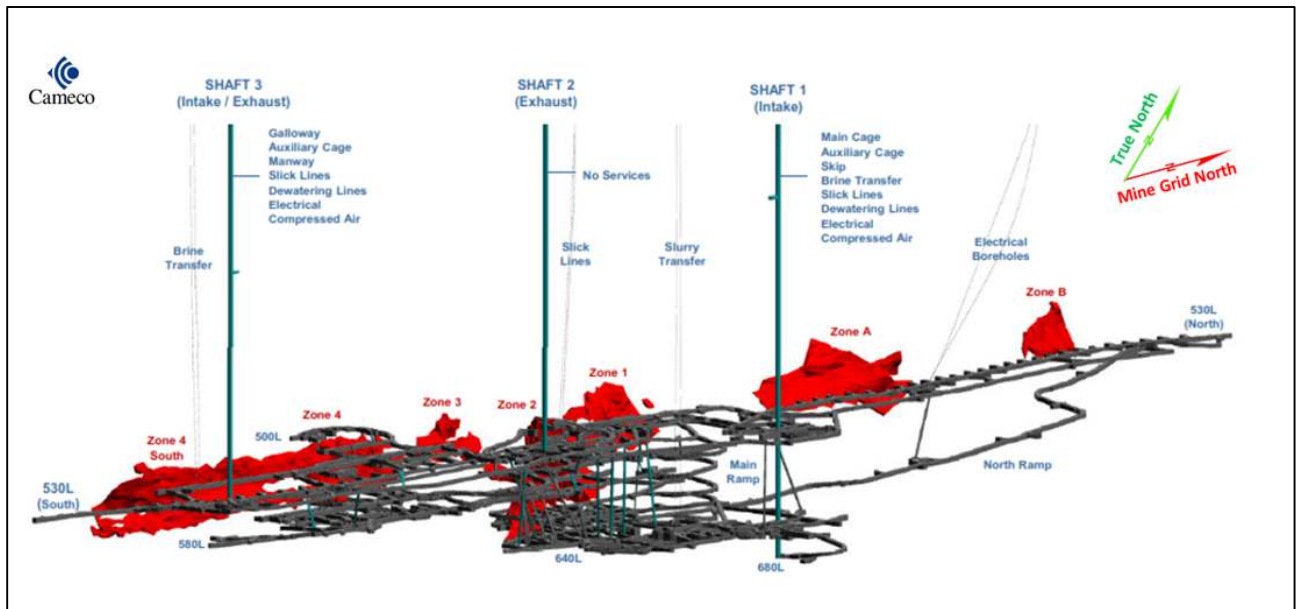 Cameco
SHAFT 3
(Intake / Exhaust)
Galloway
Auxiliary Cage
Manway
Slick Lines
Dewatering Lines
Electrical
Compressed Air
Brine
Transfer
SHAFT 2
(Exhaust)
No Services
Slick
Lines
Slurry
Transfer
SHAFT 1
(Intake)
Main Cage
Auxiliary Cage
Skip
Brine Transfer
Slick Lines
Dewatering Lines
Electrical
Compressed Air
Electrical
Boreholes
True North
N
Mine Grid North
N
Zone B
530L
(North)
Zone A
Zone 1
Zone 2
Zone 3
Zone 4
500L
Zone 4
South
530L
(South)
580L
640L
680L
Main
Ramp
North Ramp